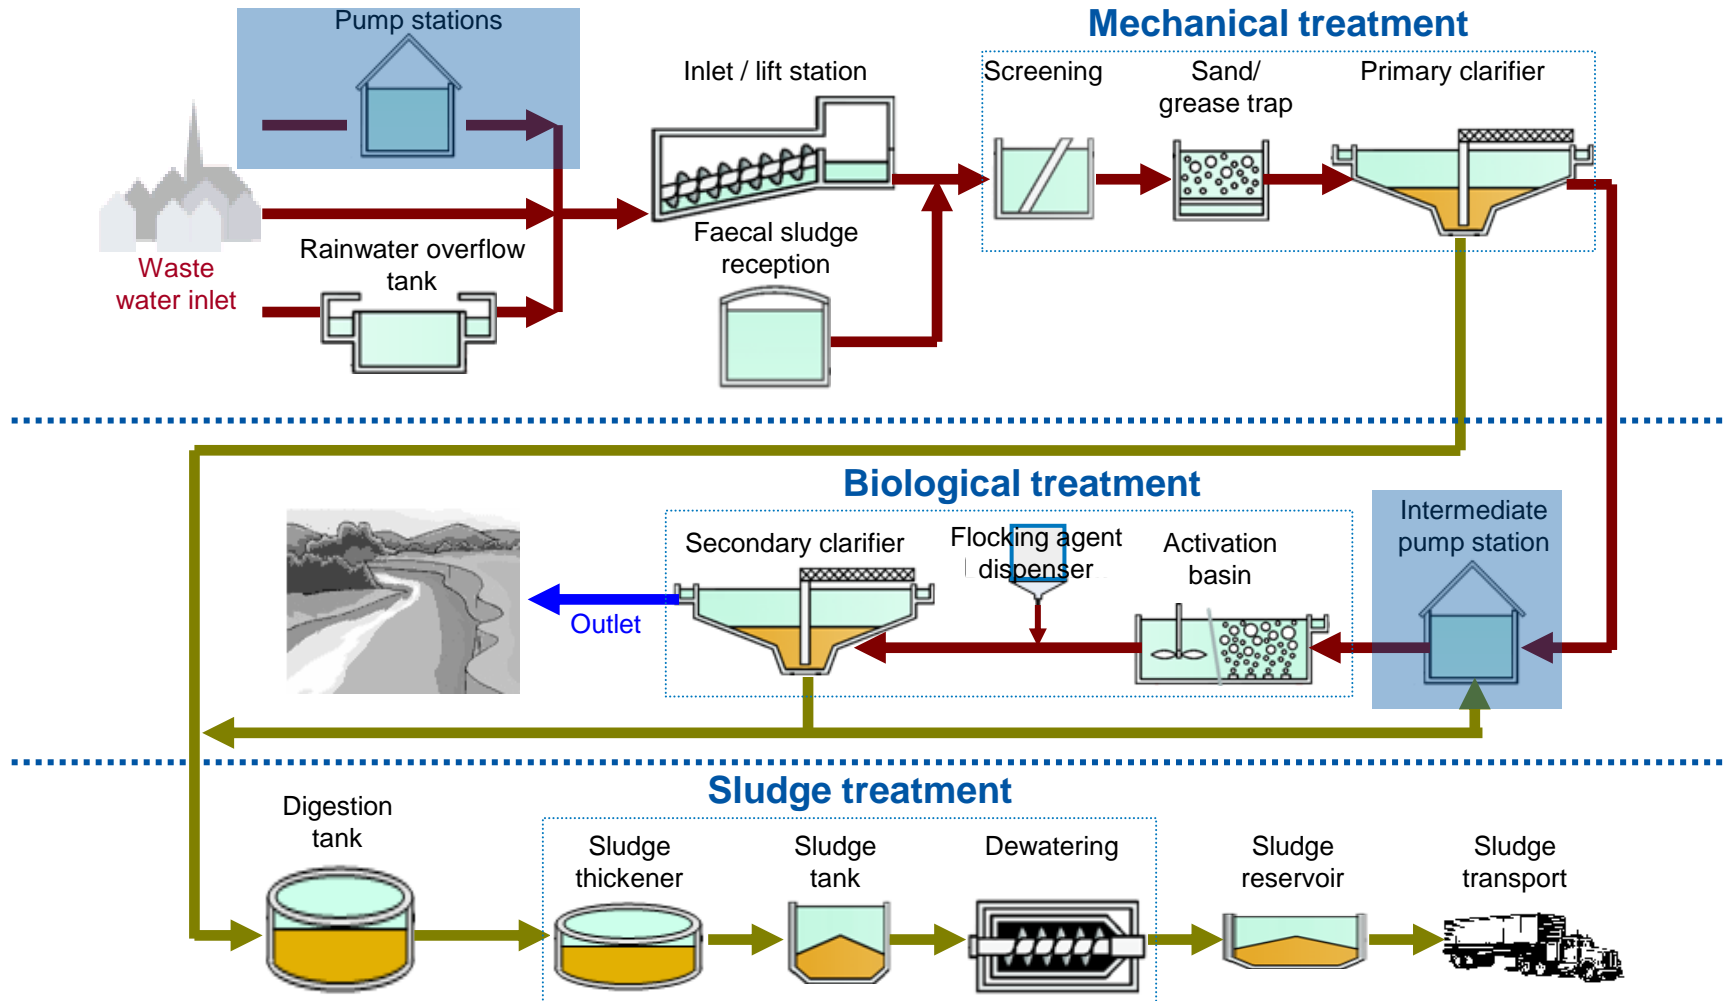 Pump stations
Mechanical treatment
Inlet / lift station
Screening
Sand/
grease trap
Primary clarifier
Waste
water inlet
Rainwater overflow
tank
Faecal sludge
reception
Biological treatment
Intermediate
pump station
Secondary clarifier
Flocking agent
dispenser
Activation
basin
Outlet
Sludge treatment
Digestion
tank
Sludge
thickener
Sludge
tank
Dewatering
Sludge
reservoir
Sludge
transport